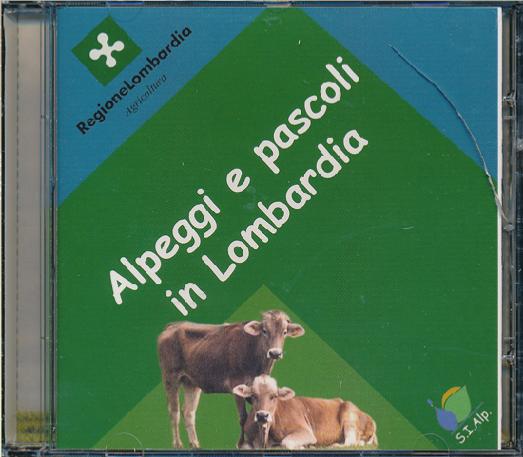 RegioneLombardia
Agricoltura
Alpeggi e pascoli
in Lombardia
S.I.Alp.